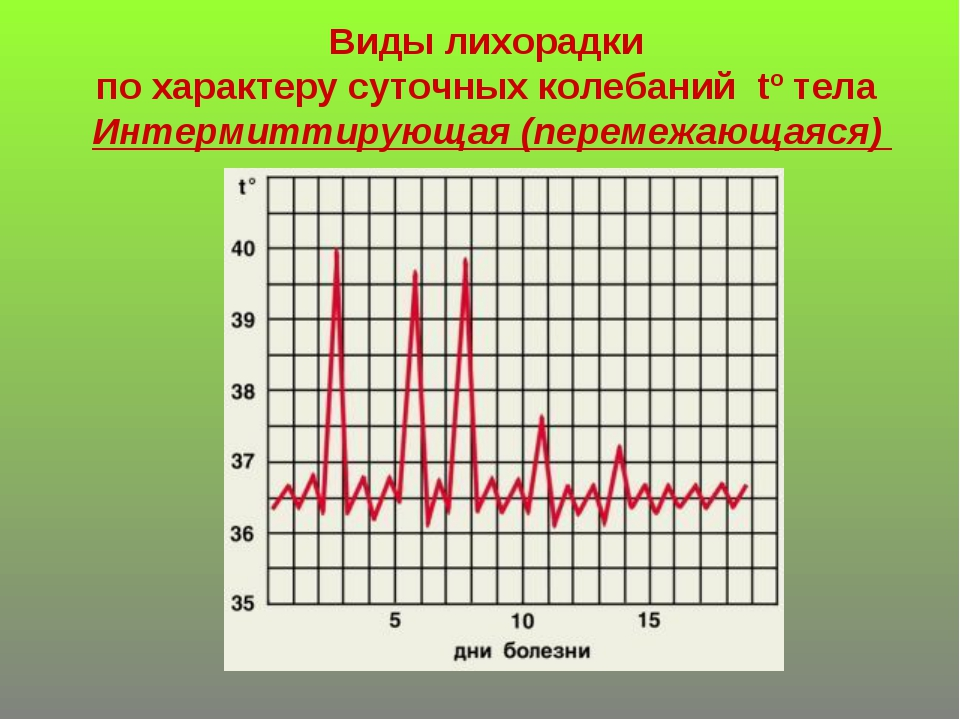 Виды лихорадки
по характеру суточных колебаний tº тела
Интермиттирующая (перемежающаяся)
t°
40
39
38
37
36
35
5 10 15
дни болезни